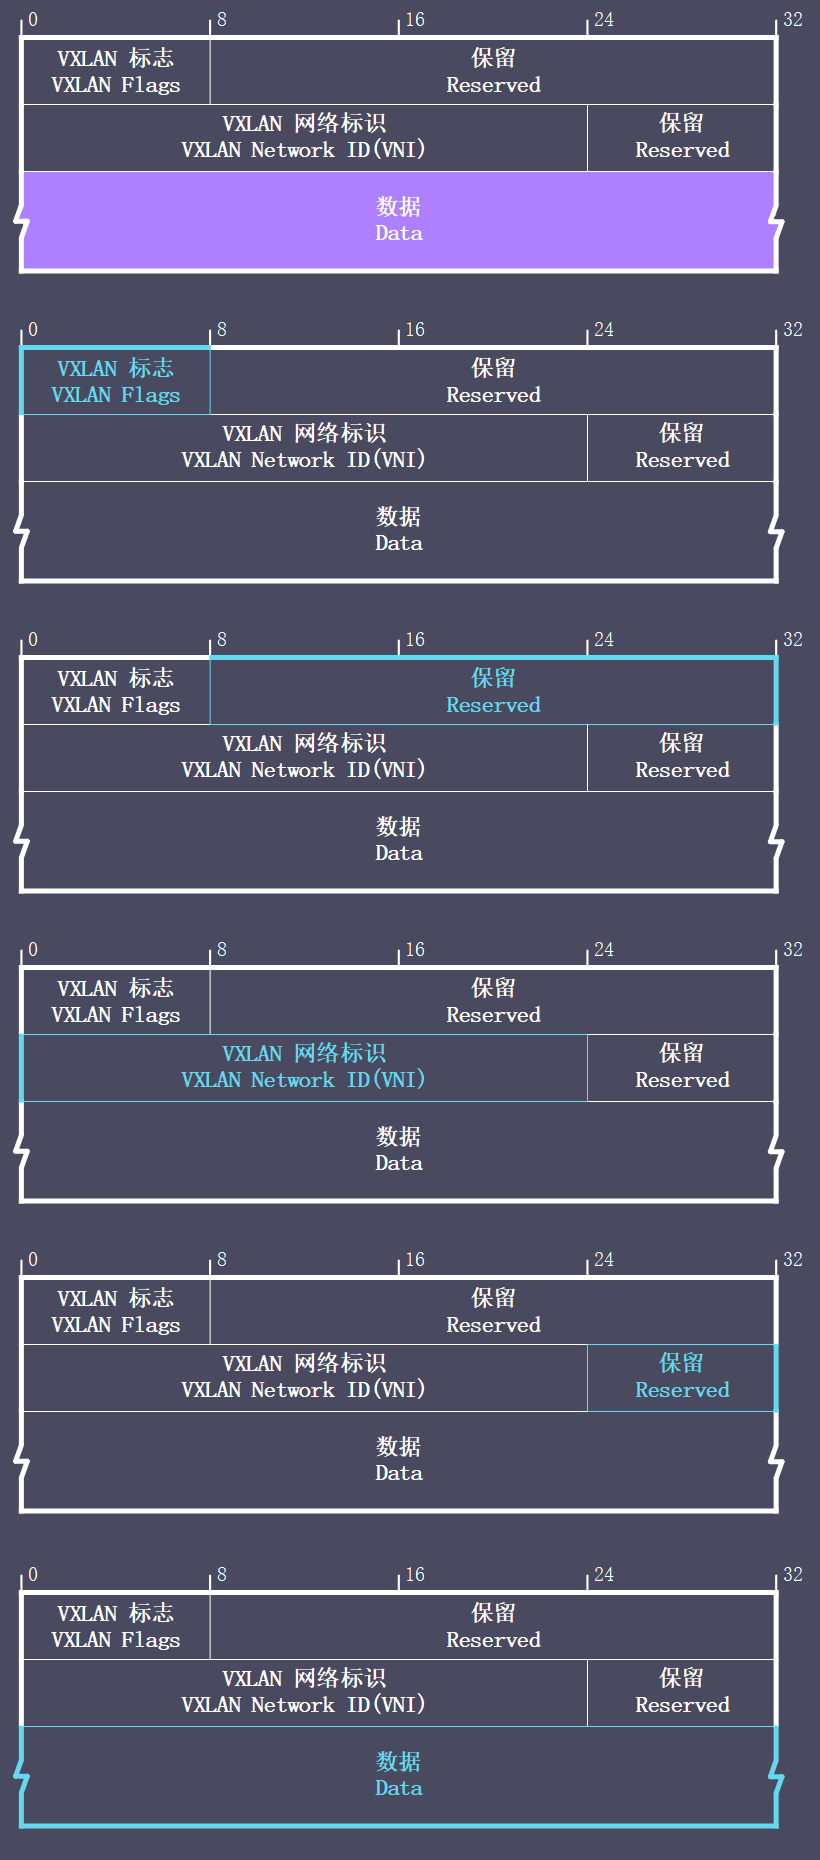 0 8 16 24 32
VXLAN 标志 保留
VXLAN Flags Reserved
VXLAN 网络标识 保留
VXLAN Network ID(VNI) Reserved
数据
Data
0 8 16 24 32
VXLAN 标志 保留
VXLAN Flags Reserved
VXLAN 网络标识 保留
VXLAN Network ID(VNI) Reserved
数据
Data
0 8 16 24 32
VXLAN 标志 保留
VXLAN Flags Reserved
VXLAN 网络标识 保留
VXLAN Network ID(VNI) Reserved
数据
Data
0 8 16 24 32
VXLAN 标志 保留
VXLAN Flags Reserved
VXLAN 网络标识 保留
VXLAN Network ID(VNI) Reserved
数据
Data
0 8 16 24 32
VXLAN 标志 保留
VXLAN Flags Reserved
VXLAN 网络标识 保留
VXLAN Network ID(VNI) Reserved
数据
Data
0 8 16 24 32
VXLAN 标志 保留
VXLAN Flags Reserved
VXLAN 网络标识 保留
VXLAN Network ID(VNI) Reserved
数据
Data